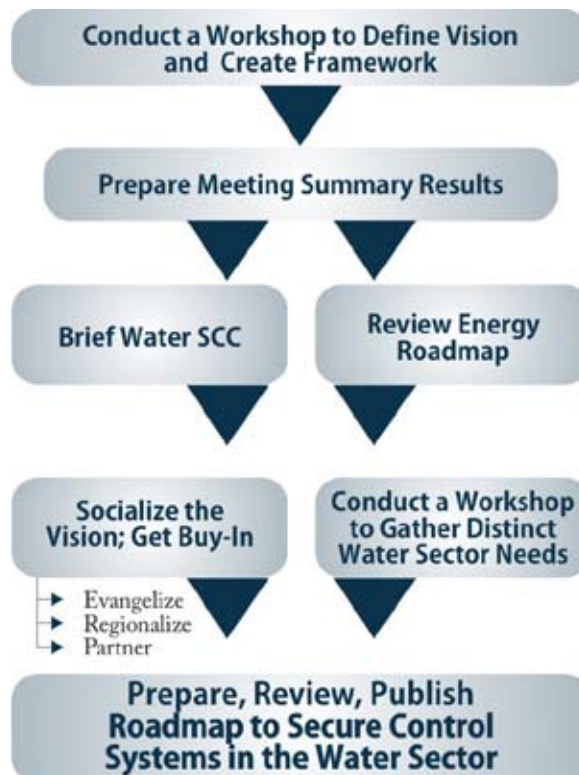 Conduct a Workshop to Define Vision
and Create Framework
Prepare Meeting Summary Results
Brief Water SCC
Review Energy
Roadmap
Socialize the
Vision; Get Buy-In
Evangelize
Regionalize
Partner
Conduct a Workshop
to Gather Distinct
Water Sector Needs
Prepare, Review, Publish
Roadmap to Secure Control
Systems in the Water Sector